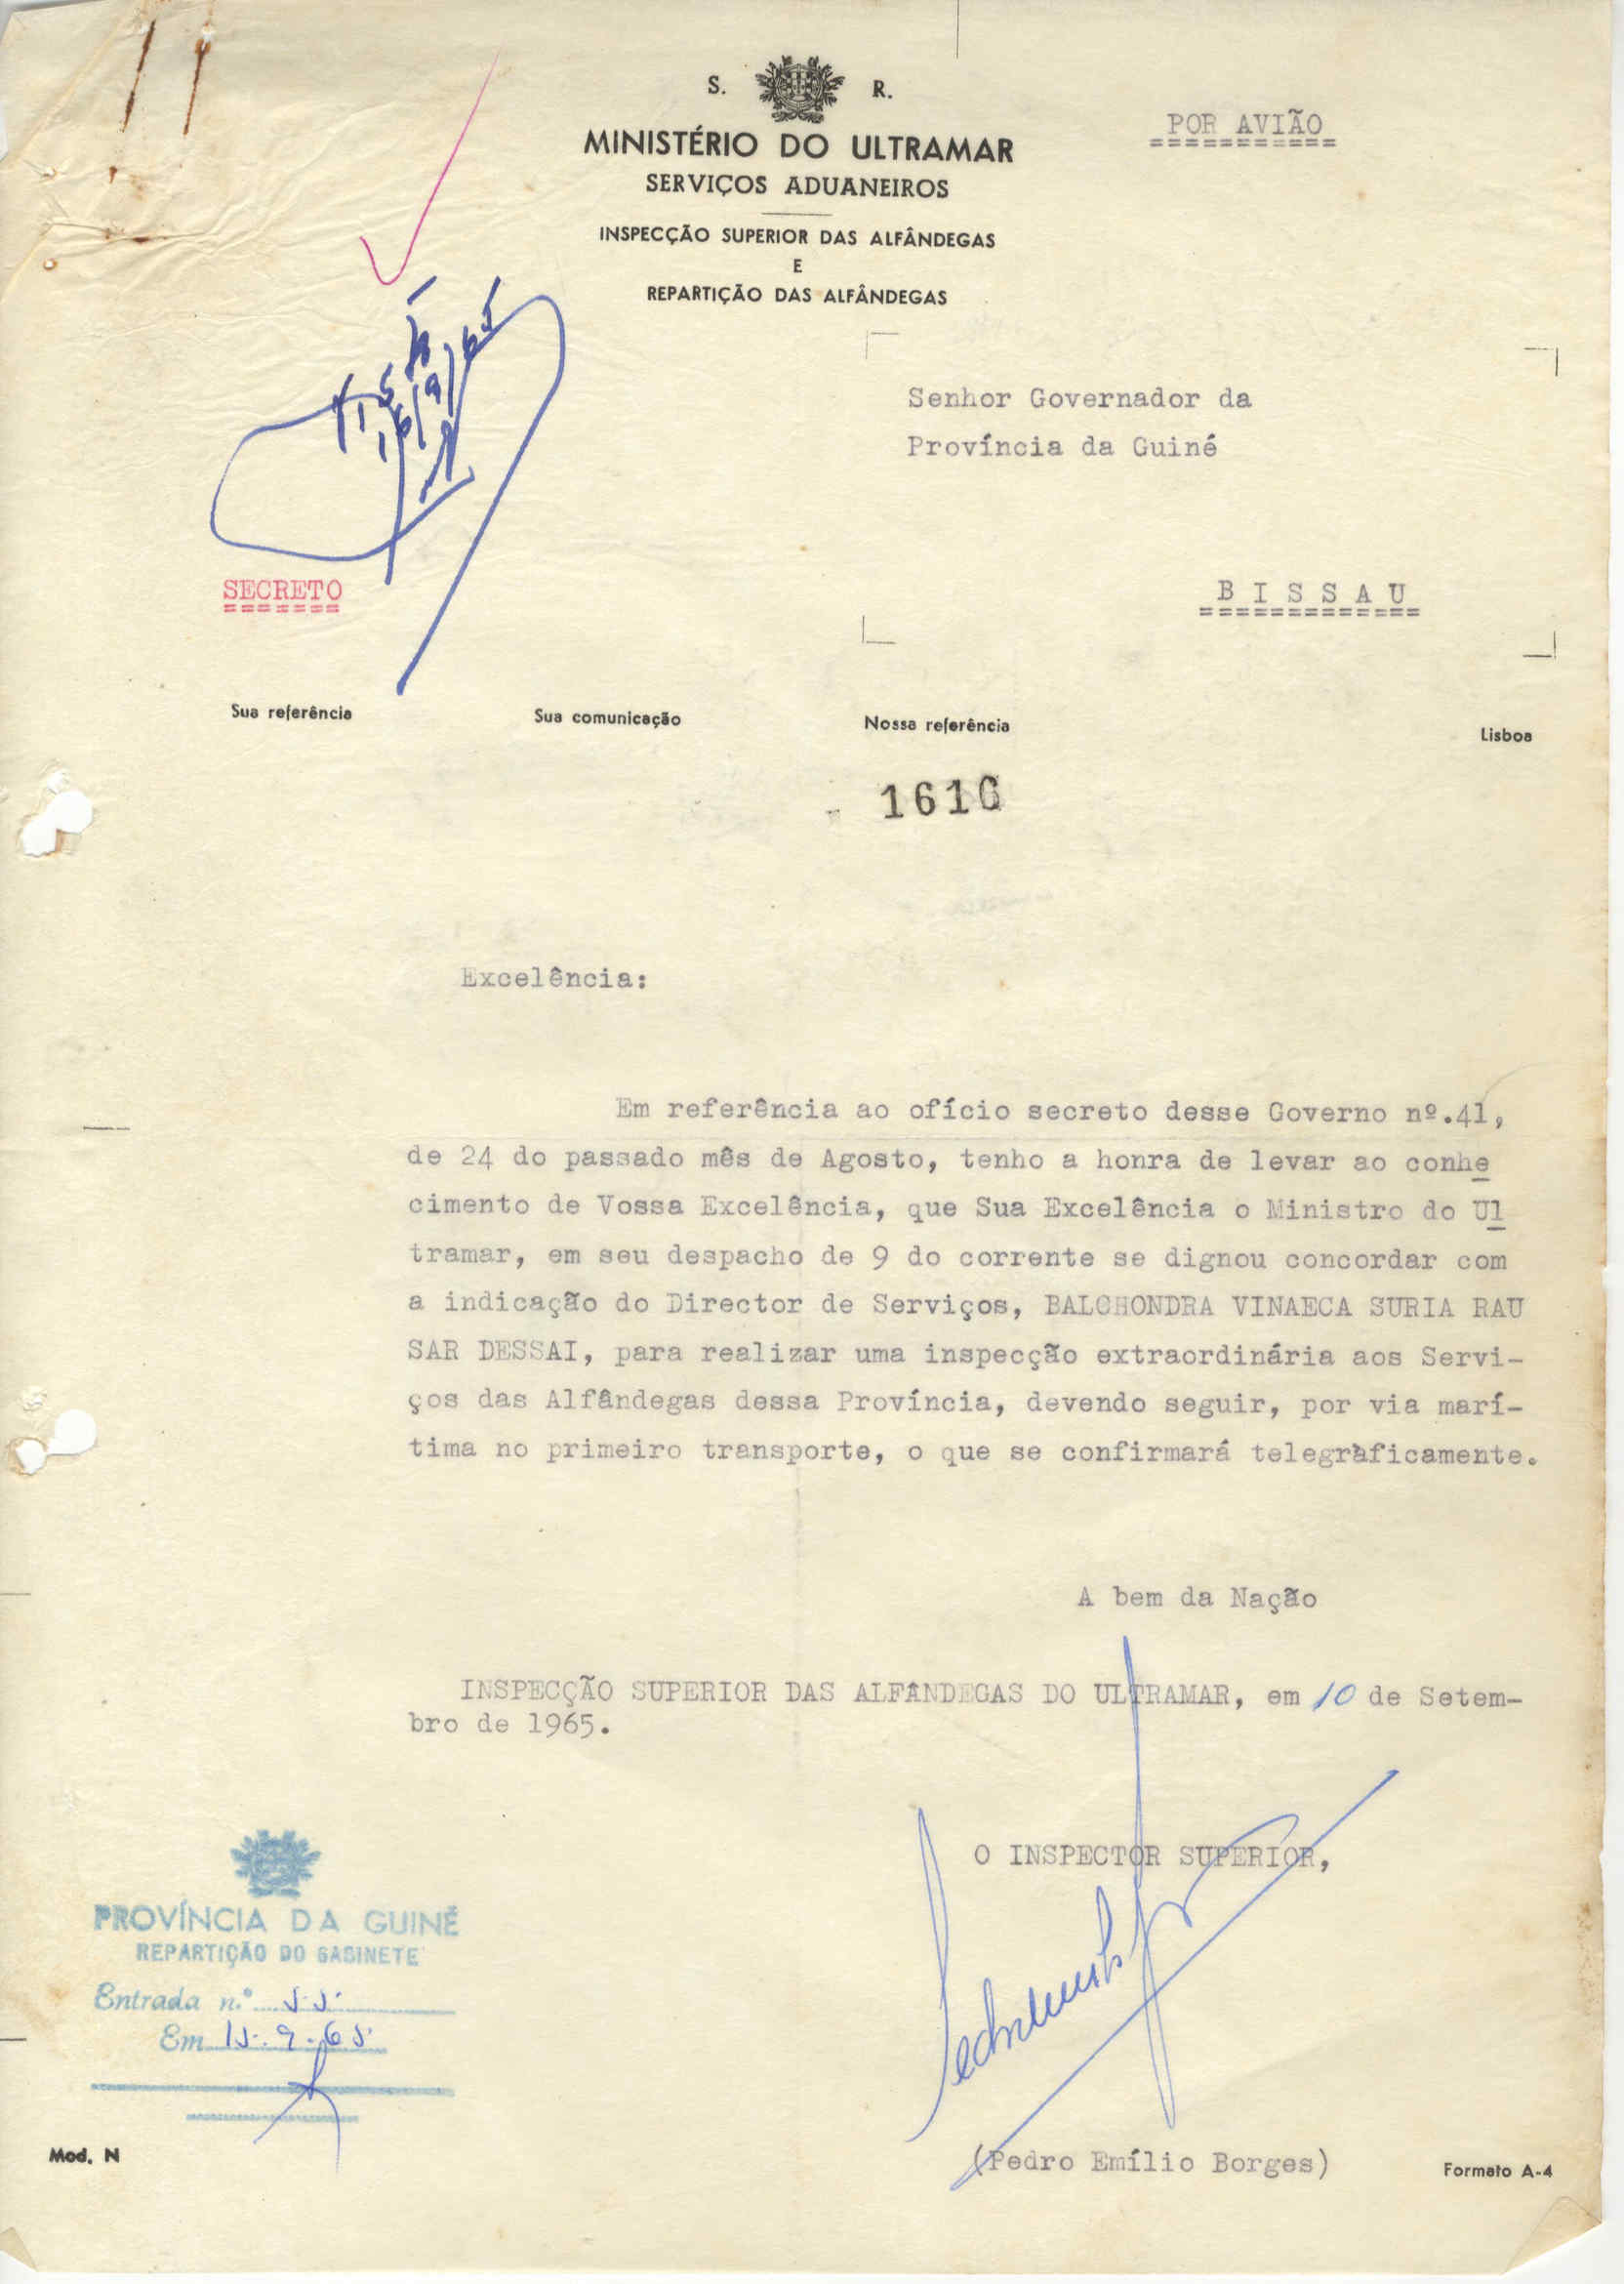 S. R.
MINISTÉRIO DO ULTRAMAR
SERVIÇOS ADUANEIROS
INSPECÇÃO SUPERIOR DAS ALFÂNDEGAS
E
REPARTIÇÃO DAS ALFÂNDEGAS
POR AVIÃO
Senhor Governador da
Província da Guiné
16/9/65
SECRETO
B I S S A U
Sua referência Sua comunicação Nossa referência Lisboa
Excelência:
Em referência ao ofício secreto desse Governo nº.41,
de 24 do passado mês de Agosto, tenho a honra de levar ao conhe
cimento de Vossa Excelência, que Sua Excelência o Ministro do Ul
tramar, em seu despacho de 9 do corrente se dignou concordar com
a indicação do Director de Serviços, BALCHONDRA VINAECA SURIA RAU
SAR DESSAI, para realizar uma inspecção extraordinária aos Servi-
ços das Alfândegas dessa Província, devendo seguir, por via marí-
tima no primeiro transporte, o que se confirmará telegràficamente.
A bem da Nação
INSPECÇÃO SUPERIOR DAS ALFÂNDEGAS DO ULTRAMAR, em 10 de Setem-
bro de 1965.
O INSPECTOR SUPERIOR,
PROVÍNCIA DA GUINÉ
REPARTIÇÃO DO GABINETE
Entrada n.º 55
Em 15-9-65
(Pedro Emílio Borges)
Mod. N
Formato A-4